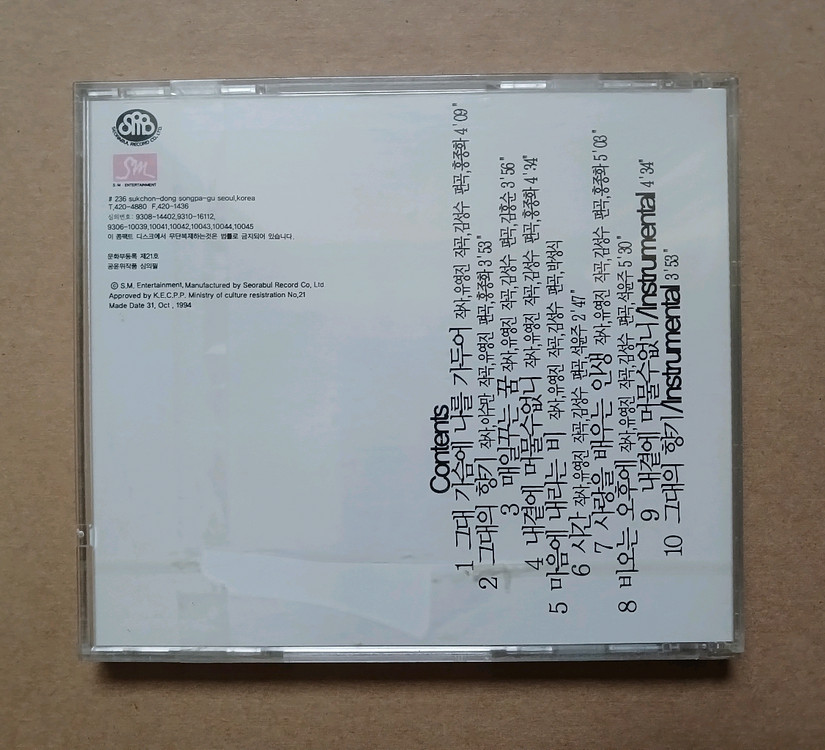 SRB
SEORABUL RECORD CO., LTD
SM
S·M ENTERTAINMENT
# 236 sukchon-dong songpa-gu seoul,korea
T,420-4880 F,420-1436
심의번호: 9308-14402,9310-16112,
9306-10039,10041,10042,10043,10044,10045
이 콤팩트 디스크에서 무단복제하는것은 법률로 금지되어 있습니다.
문화부등록 제21호
공윤위작품 심의필
ⓒ S.M. Entertainment, Manufactured by Seorabul Record Co, Ltd
Approved by K.E.C.P.P. Ministry of culture resistration No,21
Made Date 31, Oct , 1994
Contents
1 그대 가슴에 나를 가두어 작사,유영진 작곡,김성수 편곡,홍종화 4'09"
2 그대의 향기 작사,이수만 작곡,유영진 편곡,홍종화 3'53"
3 매일꾸는 꿈 작사,유영진 작곡,김성수 편곡,김홍순 3'56"
4 내곁에 머물수없니 작사,유영진 작곡,김성수 편곡,홍종화 4'34"
5 마음에 내리는 비 작사,유영진 작곡,김성수 편곡,박성식
6 시간 작사,유영진 작곡,김성수 편곡,석윤주 2'47"
7 사랑을 배우는 인생 작사,유영진 작곡,김성수 편곡,홍종화 5'03"
8 비오는 오후에 작사,유영진 작곡,김성수 편곡,석윤주 5'30"
9 내곁에 머물수없니/Instrumental 4'34"
10 그대의 향기/Instrumental 3'53"